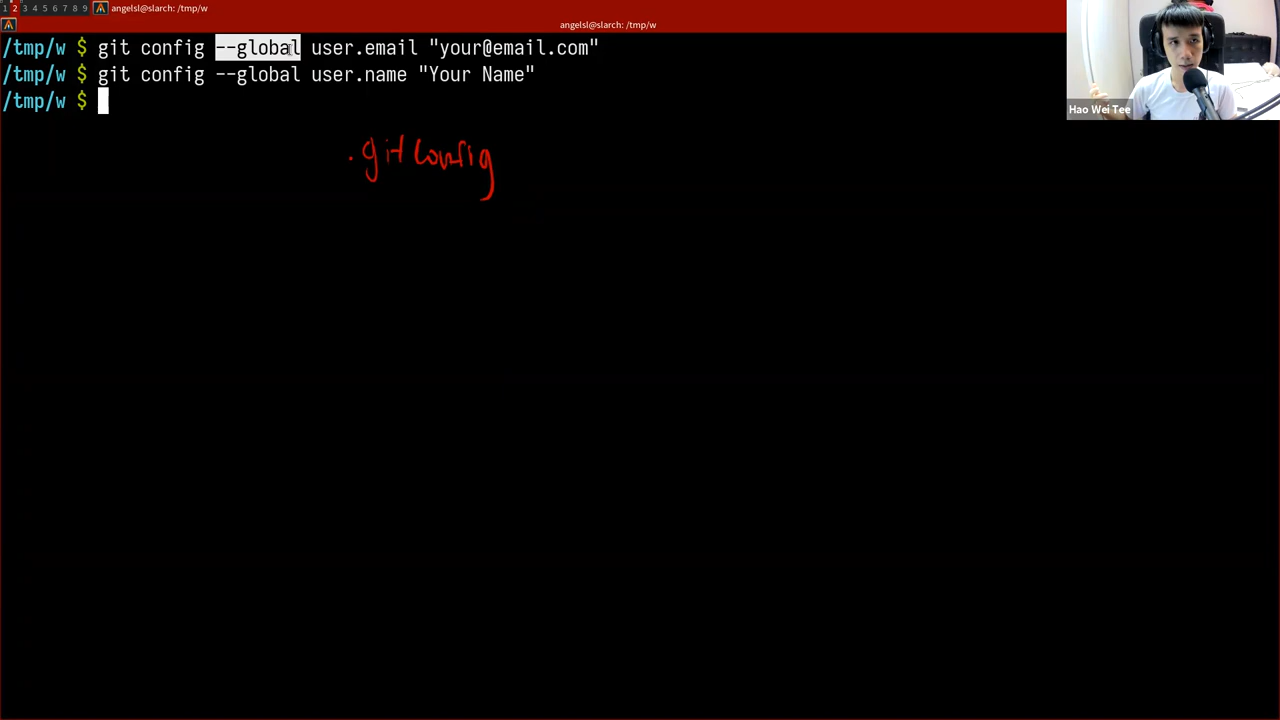 1 2 3 4 5 6 7 8 9 angelsl@slarch: /tmp/w
angelsl@slarch: /tmp/w
/tmp/w $ git config --global user.email "your@email.com"
/tmp/w $ git config --global user.name "Your Name"
/tmp/w $
Hao Wei Tee
.gitconfig